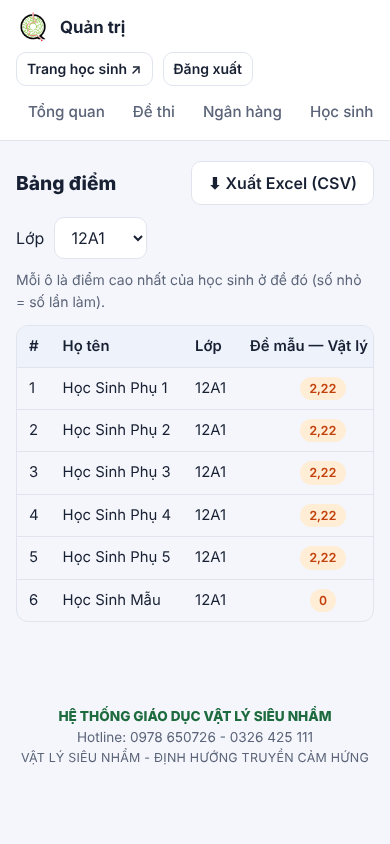 Quản trị
Trang học sinh ↗ Đăng xuất
Tổng quan Đề thi Ngân hàng Học sinh
Bảng điểm
⬇ Xuất Excel (CSV)
Lớp 12A1
Mỗi ô là điểm cao nhất của học sinh ở đề đó (số nhỏ
= số lần làm).
# Họ tên Lớp Đề mẫu — Vật lý
1 Học Sinh Phụ 1 12A1 2,22
2 Học Sinh Phụ 2 12A1 2,22
3 Học Sinh Phụ 3 12A1 2,22
4 Học Sinh Phụ 4 12A1 2,22
5 Học Sinh Phụ 5 12A1 2,22
6 Học Sinh Mẫu 12A1 0
HỆ THỐNG GIÁO DỤC VẬT LÝ SIÊU NHẨM
Hotline: 0978 650726 - 0326 425 111
VẬT LÝ SIÊU NHẨM - ĐỊNH HƯỚNG TRUYỀN CẢM HỨNG